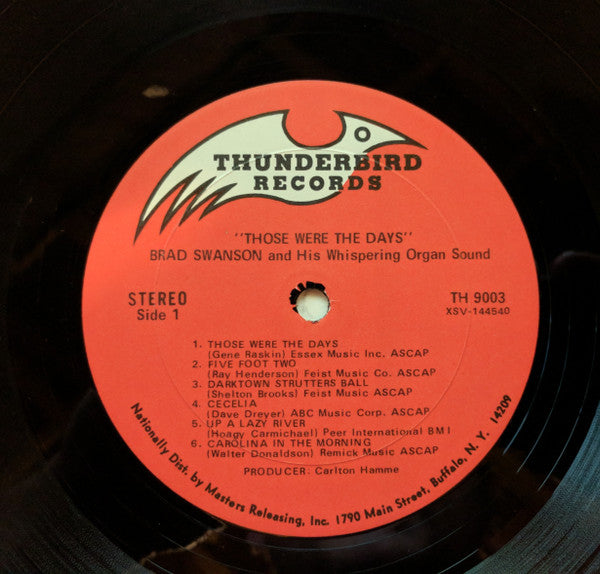 THUNDERBIRD
RECORDS
"THOSE WERE THE DAYS"
BRAD SWANSON and His Whispering Organ Sound
STEREO
Side 1
TH 9003
XSV-144540
1. THOSE WERE THE DAYS
(Gene Raskin) Essex Music Inc. ASCAP
2. FIVE FOOT TWO
(Ray Henderson) Feist Music Co. ASCAP
3. DARKTOWN STRUTTERS BALL
(Shelton Brooks) Feist Music ASCAP
4. CECELIA
(Dave Dreyer) ABC Music Corp. ASCAP
5. UP A LAZY RIVER
(Hoagy Carmichael) Peer International BMI
6. CAROLINA IN THE MORNING
(Walter Donaldson) Remick Music ASCAP
PRODUCER: Carlton Hamme
Nationally Dist. by Masters Releasing, Inc. 1790 Main Street, Buffalo, N. Y. 14209